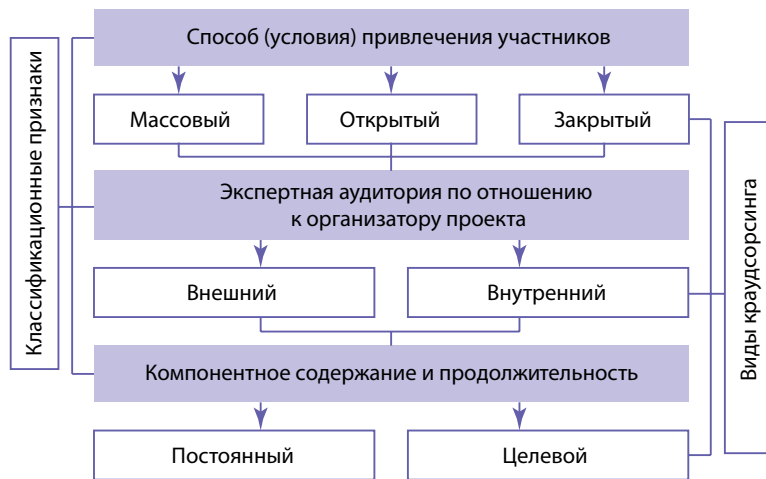 Способ (условия) привлечения участников
Массовый
Открытый
Закрытый
Экспертная аудитория по отношению
к организатору проекта
Внешний
Внутренний
Компонентное содержание и продолжительность
Постоянный
Целевой
Классификационные признаки
Виды краудсорсинга